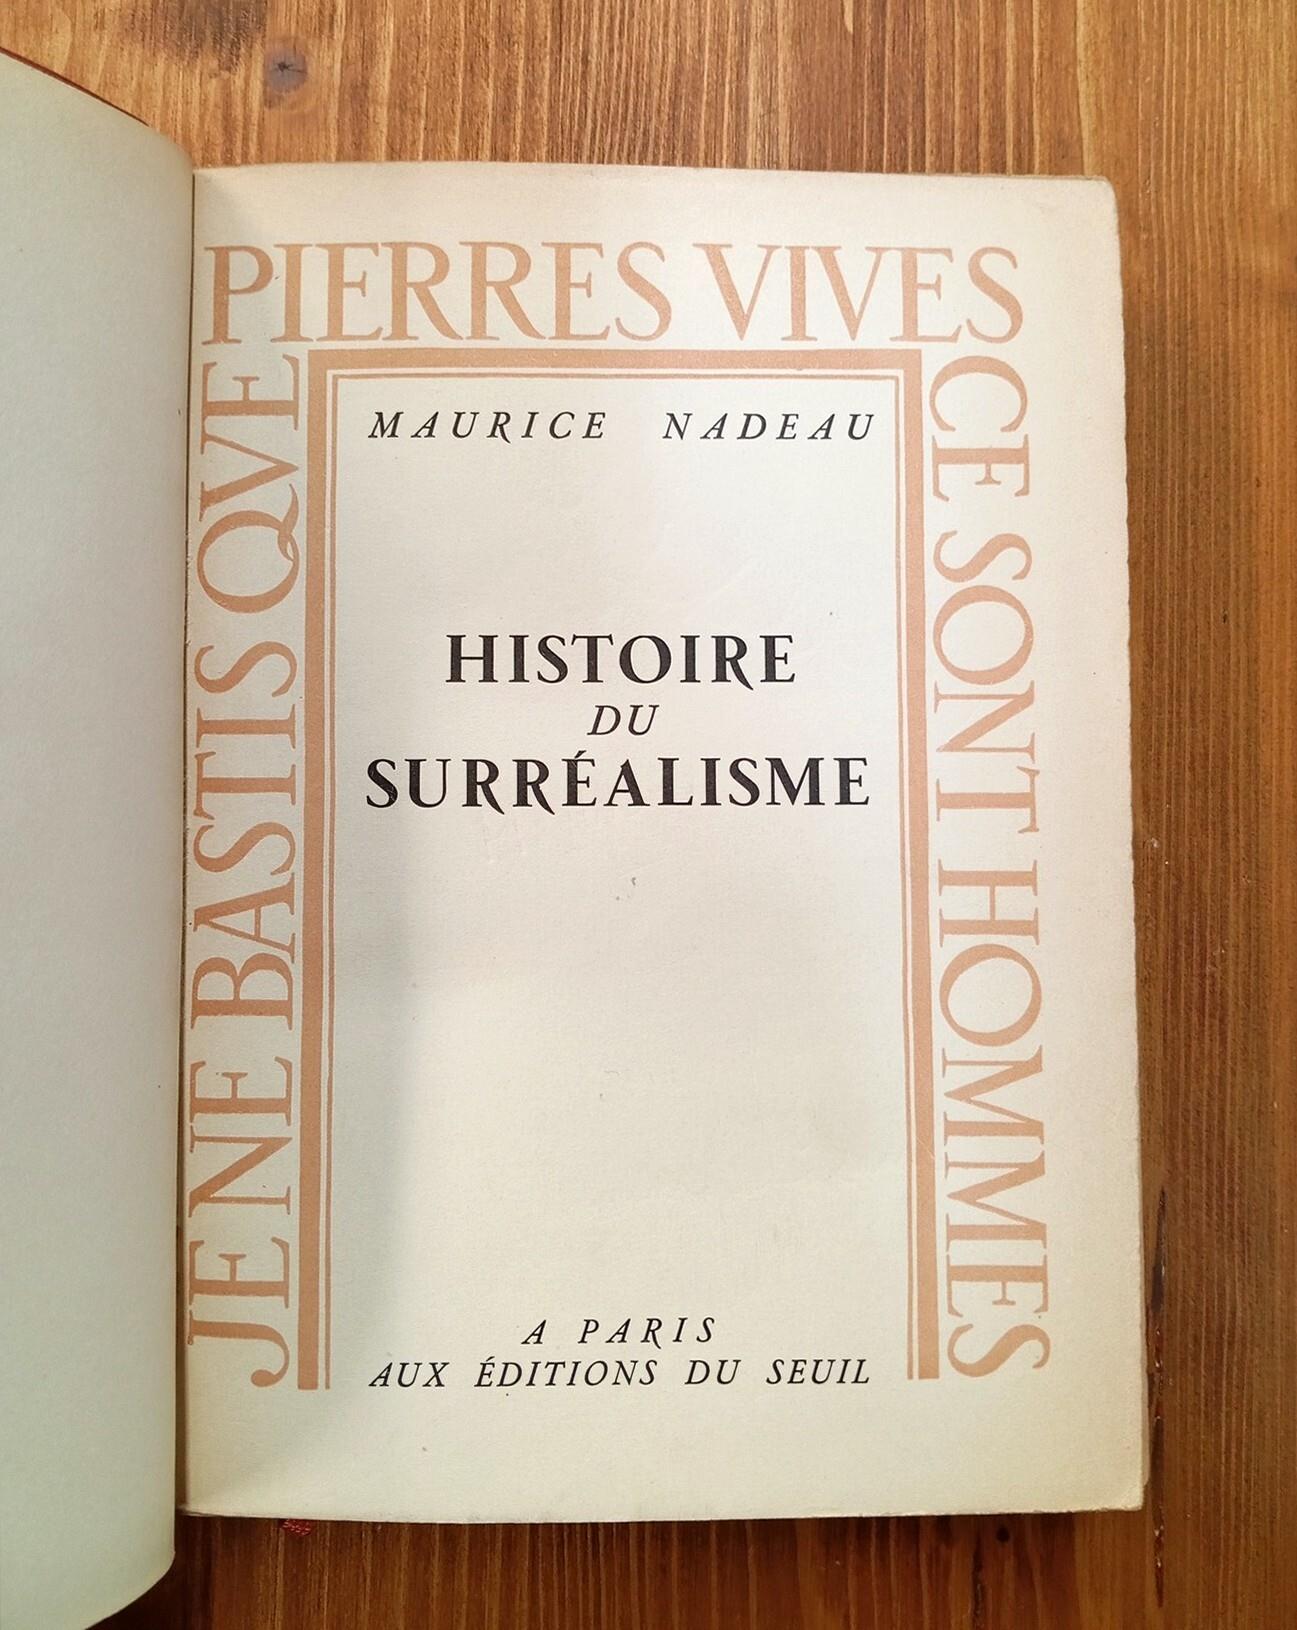 JE NE BASTIS QVE
PIERRES VIVES
CE SONT HOMMES
MAURICE NADEAU
HISTOIRE
DU
SURRÉALISME
A PARIS
AUX ÉDITIONS DU SEUIL